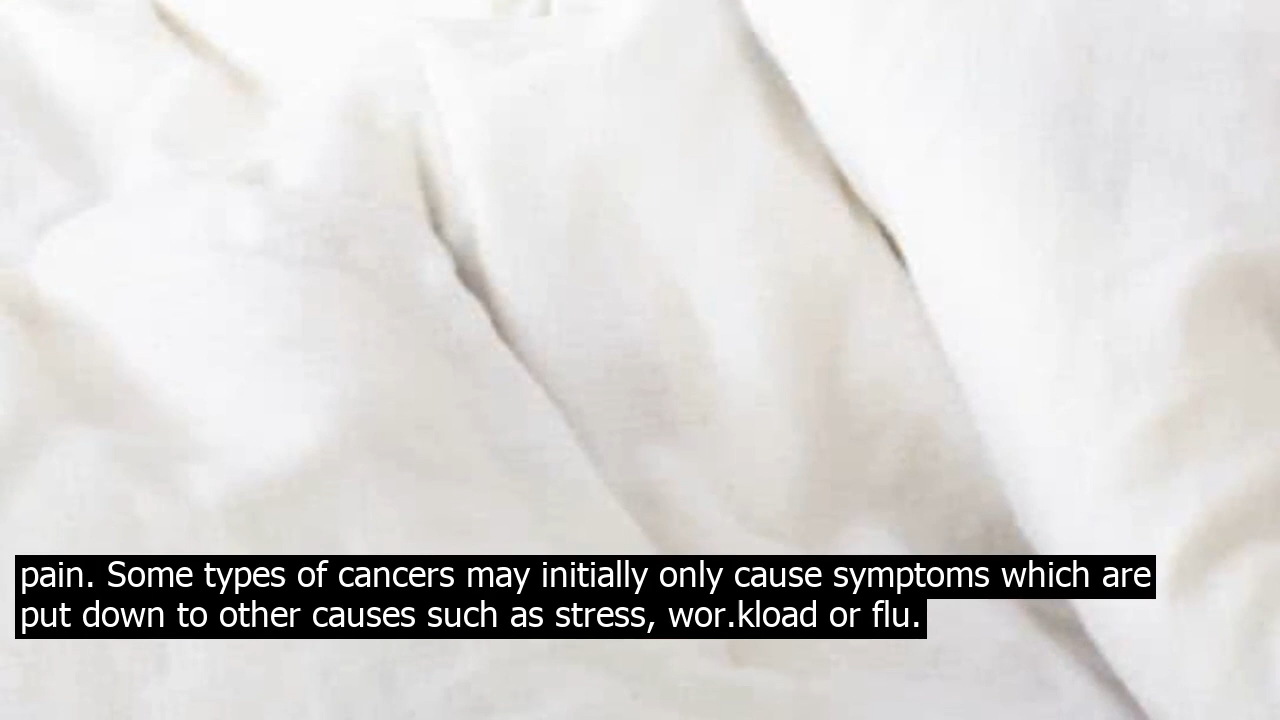 pain. Some types of cancers may initially only cause symptoms which are
put down to other causes such as stress, wor.kload or flu.